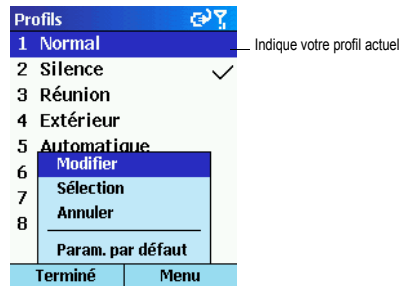 Profils
1 Normal
Indique votre profil actuel
2 Silence
3 Réunion
4 Extérieur
5 Automatique
6
7
8
Modifier
Sélection
Annuler
Param. par défaut
Terminé Menu